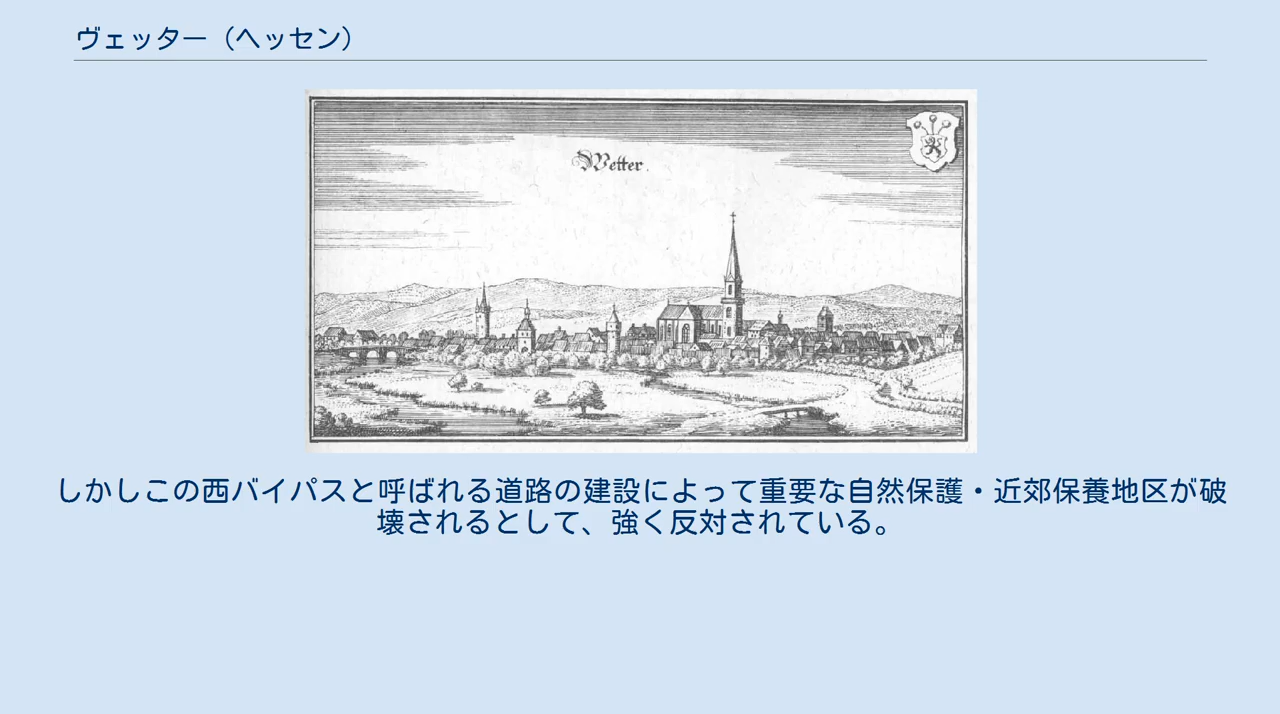 ヴェッター（ヘッセン）
Wetter.
しかしこの西バイパスと呼ばれる道路の建設によって重要な自然保護・近郊保養地区が破
壊されるとして、強く反対されている。